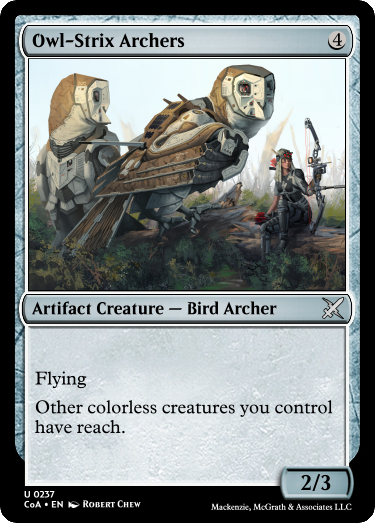 Owl-Strix Archers 4
Artifact Creature — Bird Archer
Flying
Other colorless creatures you control
have reach.
2/3
U 0237
CoA • EN Robert Chew
Mackenzie, McGrath & Associates LLC